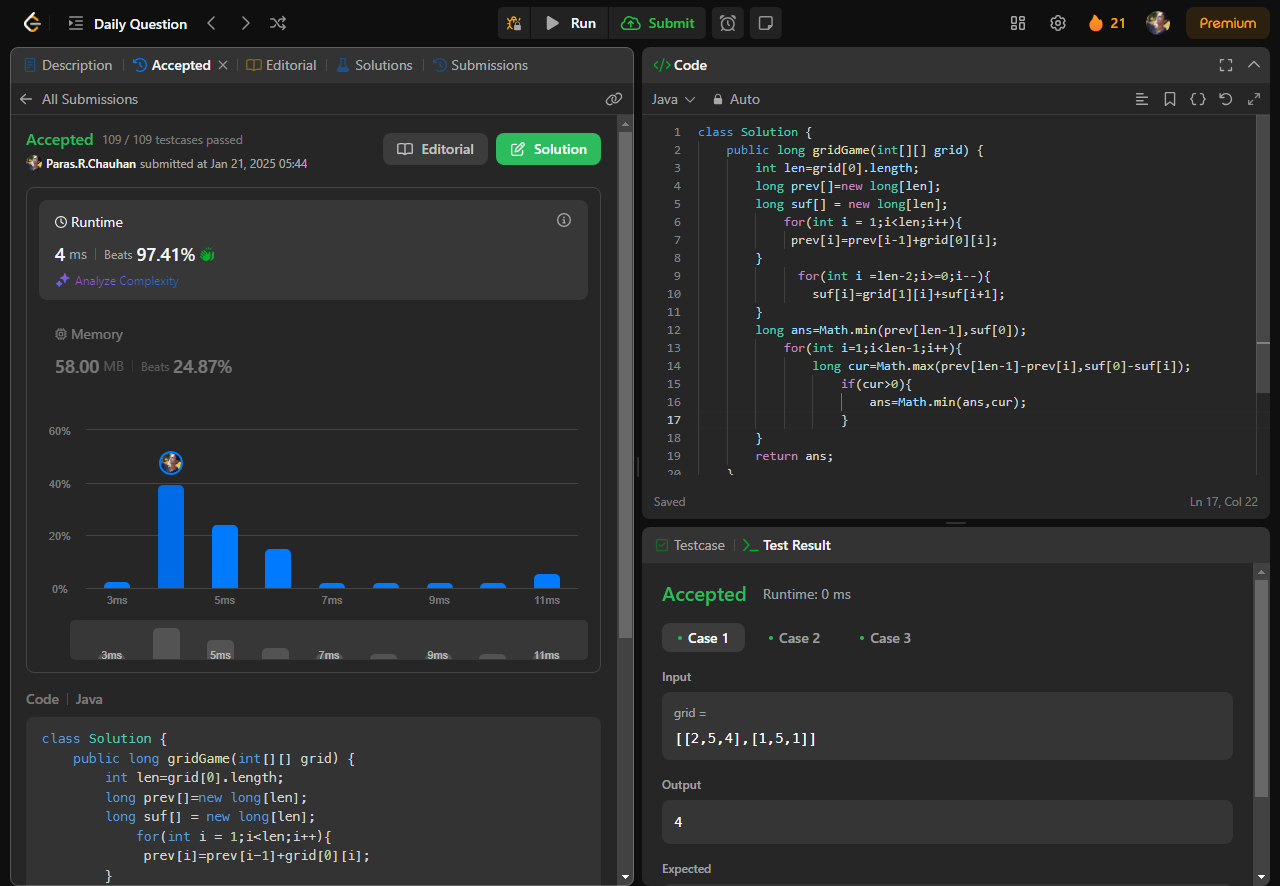 Daily Question
Run
Submit
21
Premium
Description
Accepted
Editorial
Solutions
Submissions
All Submissions
Accepted 109 / 109 testcases passed
Paras.R.Chauhan submitted at Jan 21, 2025 05:44
Editorial
Solution
Runtime
4 ms Beats 97.41%
Analyze Complexity
Memory
58.00 MB Beats 24.87%
60%
40%
20%
0%
3ms 5ms 7ms 9ms 11ms
3ms 5ms 7ms 9ms 11ms
Code Java
class Solution {
public long gridGame(int[][] grid) {
int len=grid[0].length;
long prev[]=new long[len];
long suf[] = new long[len];
for(int i = 1;i<len;i++){
prev[i]=prev[i-1]+grid[0][i];
}
</> Code
Java
Auto
1 class Solution {
2 public long gridGame(int[][] grid) {
3 int len=grid[0].length;
4 long prev[]=new long[len];
5 long suf[] = new long[len];
6 for(int i = 1;i<len;i++){
7 prev[i]=prev[i-1]+grid[0][i];
8 }
9 for(int i =len-2;i>=0;i--){
10 suf[i]=grid[1][i]+suf[i+1];
11 }
12 long ans=Math.min(prev[len-1],suf[0]);
13 for(int i=1;i<len-1;i++){
14 long cur=Math.max(prev[len-1]-prev[i],suf[0]-suf[i]);
15 if(cur>0){
16 ans=Math.min(ans,cur);
17 }
18 }
19 return ans;
20 }
Saved
Ln 17, Col 22
Testcase
Test Result
Accepted Runtime: 0 ms
Case 1
Case 2
Case 3
Input
grid =
[[2,5,4],[1,5,1]]
Output
4
Expected